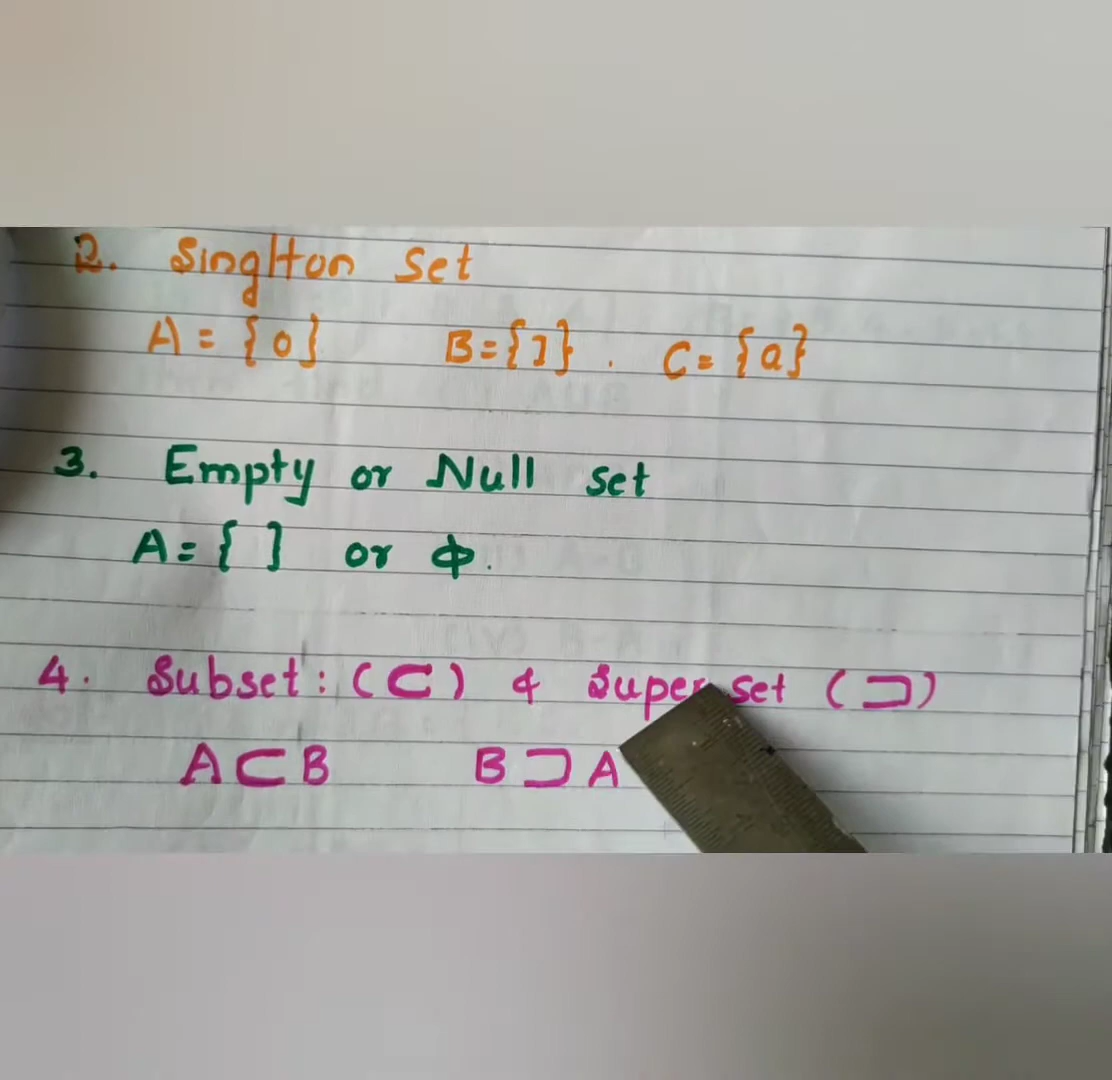 2. Singlton Set
A = {0} B = {1} . C = {a}
3. Empty or Null set
A = { } or ф.
4. Subset : (⊂) & Super set (⊃)
A ⊂ B B ⊃ A